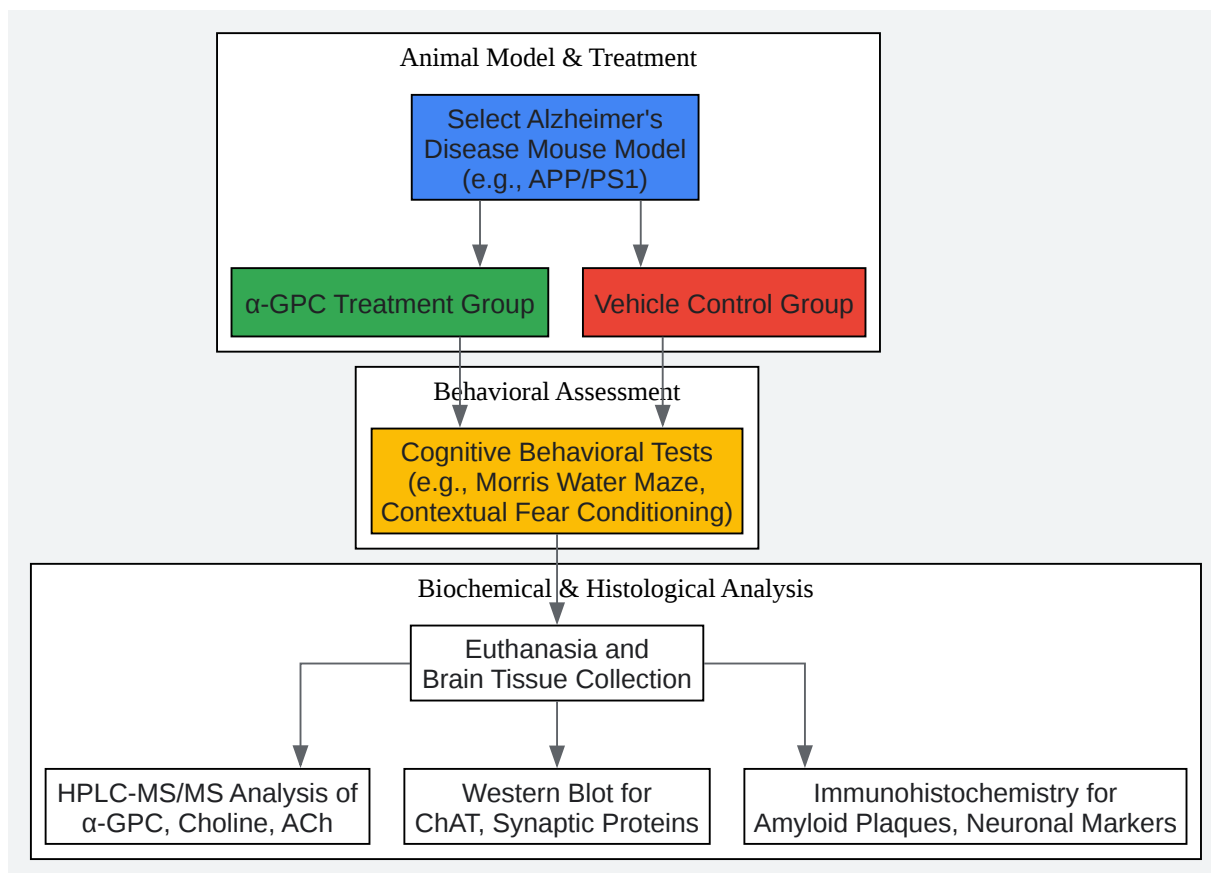 Animal Model & Treatment
Select Alzheimer's
Disease Mouse Model
(e.g., APP/PS1)
α-GPC Treatment Group
Vehicle Control Group
Behavioral Assessment
Cognitive Behavioral Tests
(e.g., Morris Water Maze,
Contextual Fear Conditioning)
Biochemical & Histological Analysis
Euthanasia and
Brain Tissue Collection
HPLC-MS/MS Analysis of
α-GPC, Choline, ACh
Western Blot for
ChAT, Synaptic Proteins
Immunohistochemistry for
Amyloid Plaques, Neuronal Markers